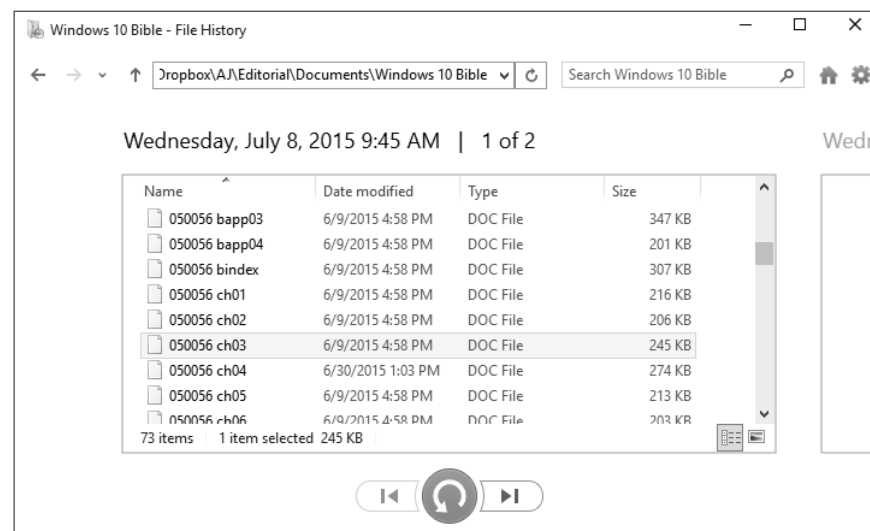 Windows 10 Bible - File History
Dropbox\AJ\Editorial\Documents\Windows 10 Bible Search Windows 10 Bible
Wednesday, July 8, 2015 9:45 AM | 1 of 2 Wedn
Name Date modified Type Size
050056 bapp03 6/9/2015 4:58 PM DOC File 347 KB
050056 bapp04 6/9/2015 4:58 PM DOC File 201 KB
050056 bindex 6/9/2015 4:58 PM DOC File 307 KB
050056 ch01 6/9/2015 4:58 PM DOC File 216 KB
050056 ch02 6/9/2015 4:58 PM DOC File 206 KB
050056 ch03 6/9/2015 4:58 PM DOC File 245 KB
050056 ch04 6/30/2015 1:03 PM DOC File 274 KB
050056 ch05 6/9/2015 4:58 PM DOC File 213 KB
050056 ch06 6/9/2015 4:58 PM DOC File 203 KB
73 items 1 item selected 245 KB